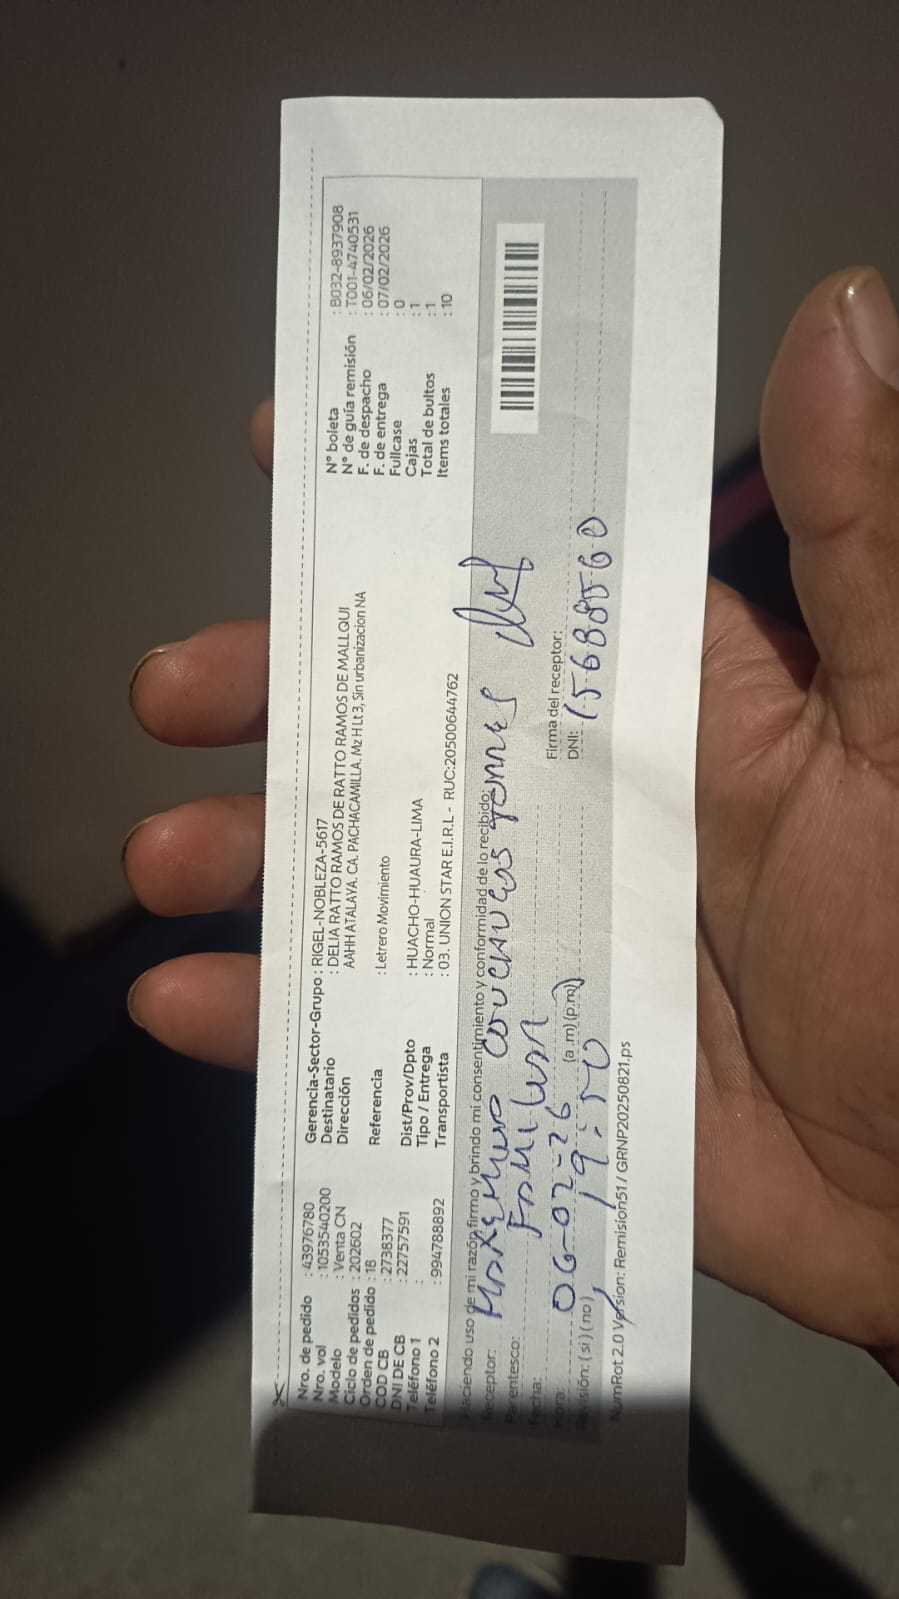 Nro. de pedido : 43976780
Nro. vol : 1053540200
Modelo : Venta CN
Ciclo de pedidos : 202602
Orden de pedido : 18
COD CB : 2738377
DNI DE CB : 22757591
Teléfono 1 :
Teléfono 2 : 994788892
Gerencia-Sector-Grupo : RIGEL-NOBLEZA-5617
Destinatario : DELIA RATTO RAMOS DE RATTO RAMOS DE MALLQUI
Dirección AAHH ATALAYA. CA. PACHACAMILLA. Mz H Lt 3, Sin urbanizacion NA
Referencia : Letrero Movimiento
Dist/Prov/Dpto : HUACHO-HUAURA-LIMA
Tipo / Entrega : Normal
Transportista : 03. UNION STAR E.I.R.L - RUC:20500644762
N° boleta : B032-8937908
N° de guía remisión : T001-4740531
F. de despacho : 06/02/2026
F. de entrega : 07/02/2026
Fullcase : 0
Cajas : 1
Total de bultos : 1
Items totales : 10
Haciendo uso de mi razón firmo y brindo mi consentimiento y conformidad de lo recibido:
Receptor:
Parentesco:
Fecha: 06-02-26
Hora: 19:50 (a.m) (p.m)
Revisión: (si) (no)
Firma del receptor:
DNI: 15688560
NumRot 2.0 Version: Remision51 / GRNP20250821.ps